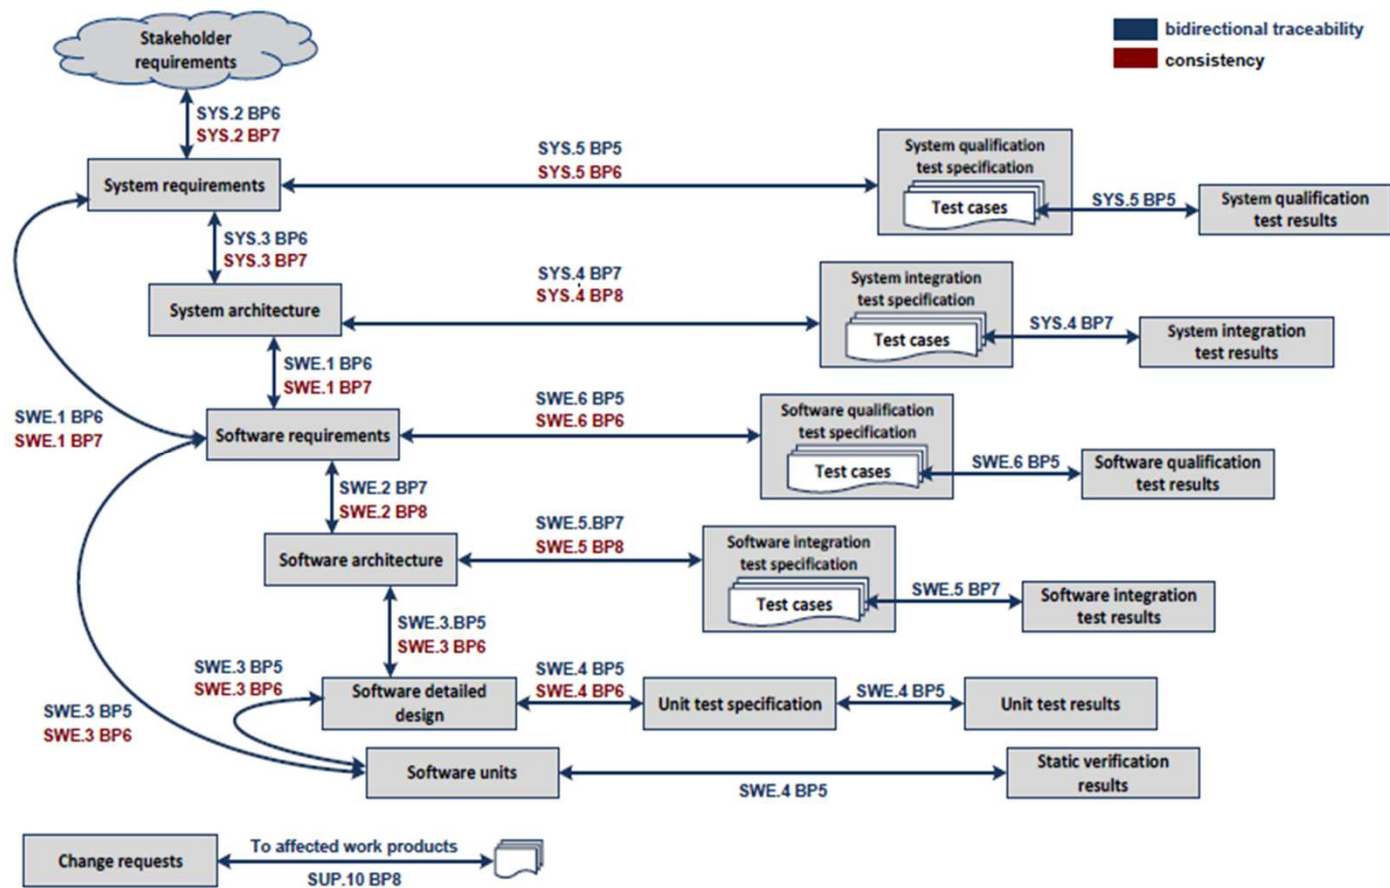 Stakeholder
requirements
bidirectional traceability
consistency
SYS.2 BP6
SYS.2 BP7
System requirements
SYS.5 BP5
SYS.5 BP6
System qualification
test specification
Test cases
SYS.5 BP5
System qualification
test results
SYS.3 BP6
SYS.3 BP7
System architecture
SYS.4 BP7
SYS.4 BP8
System integration
test specification
Test cases
SYS.4 BP7
System integration
test results
SWE.1 BP6
SWE.1 BP7
SWE.1 BP6
SWE.1 BP7
Software requirements
SWE.6 BP5
SWE.6 BP6
Software qualification
test specification
Test cases
SWE.6 BP5
Software qualification
test results
SWE.2 BP7
SWE.2 BP8
Software architecture
SWE.5.BP7
SWE.5 BP8
Software integration
test specification
Test cases
SWE.5 BP7
Software integration
test results
SWE.3.BP5
SWE.3 BP6
SWE.3 BP5
SWE.3 BP6
Software detailed
design
SWE.4 BP5
SWE.4 BP6
Unit test specification
SWE.4 BP5
Unit test results
SWE.3 BP5
SWE.3 BP6
Software units
SWE.4 BP5
Static verification
results
Change requests
To affected work products
SUP.10 BP8